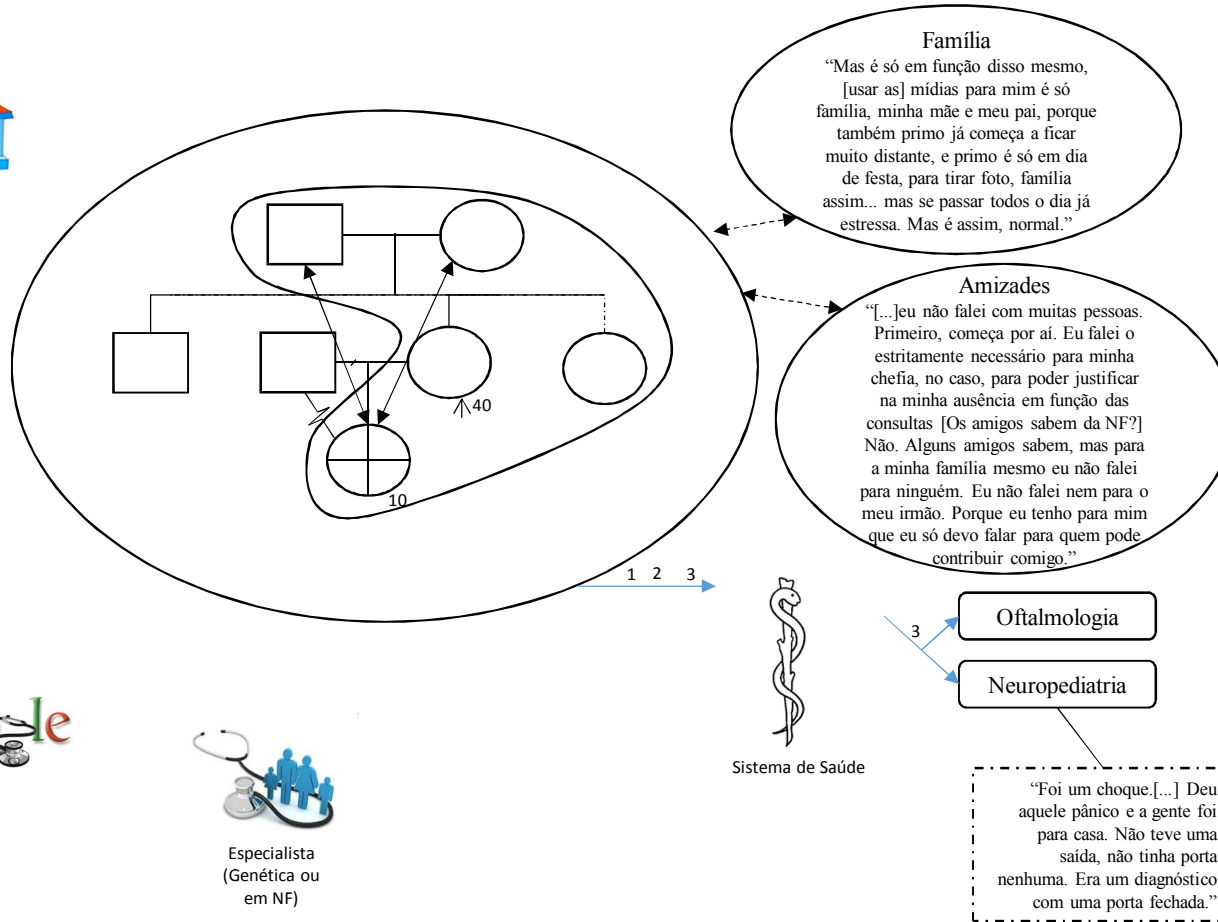 Família
“Mas é só em função disso mesmo,
[usar as] mídias para mim é só
família, minha mãe e meu pai, porque
também primo já começa a ficar
muito distante, e primo é só em dia
de festa, para tirar foto, família
assim... mas se passar todos o dia já
estressa. Mas é assim, normal.”
Amizades
“[...]eu não falei com muitas pessoas.
Primeiro, começa por aí. Eu falei o
estritamente necessário para minha
chefia, no caso, para poder justificar
na minha ausência em função das
consultas [Os amigos sabem da NF?]
Não. Alguns amigos sabem, mas para
a minha família mesmo eu não falei
para ninguém. Eu não falei nem para o
meu irmão. Porque eu tenho para mim
que eu só devo falar para quem pode
contribuir comigo.”
40
10
1 2 3
3
Oftalmologia
Neuropediatria
Sistema de Saúde
le
Especialista
(Genética ou
em NF)
“Foi um choque.[...] Deu
aquele pânico e a gente foi
para casa. Não teve uma
saída, não tinha porta
nenhuma. Era um diagnóstico
com uma porta fechada.”